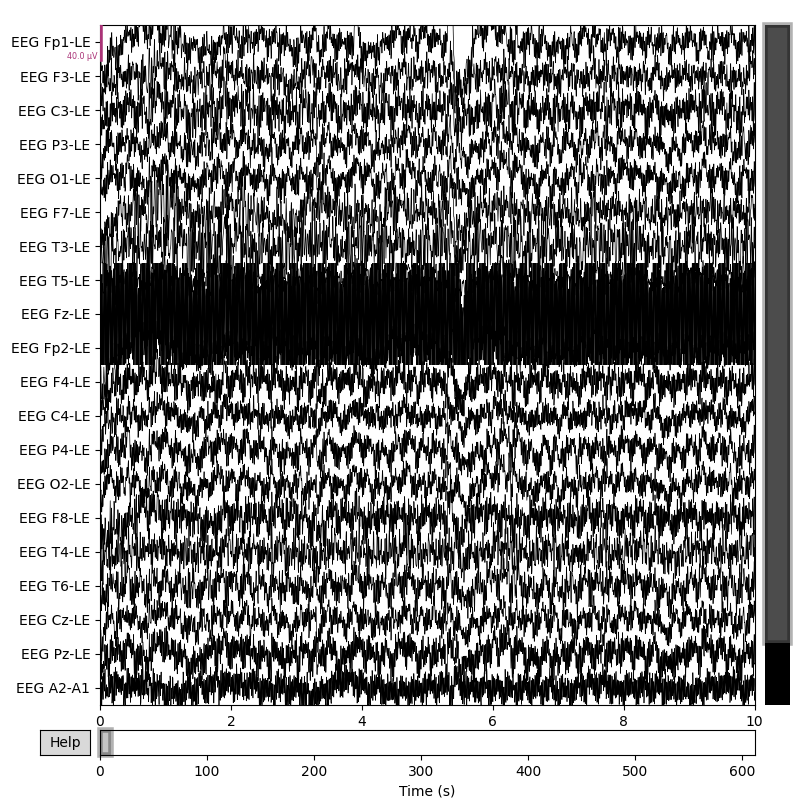 EEG Fp1-LE
40.0 µV
EEG F3-LE
EEG C3-LE
EEG P3-LE
EEG O1-LE
EEG F7-LE
EEG T3-LE
EEG T5-LE
EEG Fz-LE
EEG Fp2-LE
EEG F4-LE
EEG C4-LE
EEG P4-LE
EEG O2-LE
EEG F8-LE
EEG T4-LE
EEG T6-LE
EEG Cz-LE
EEG Pz-LE
EEG A2-A1
0 2 4 6 8 10
Help
0 100 200 300 400 500 600
Time (s)